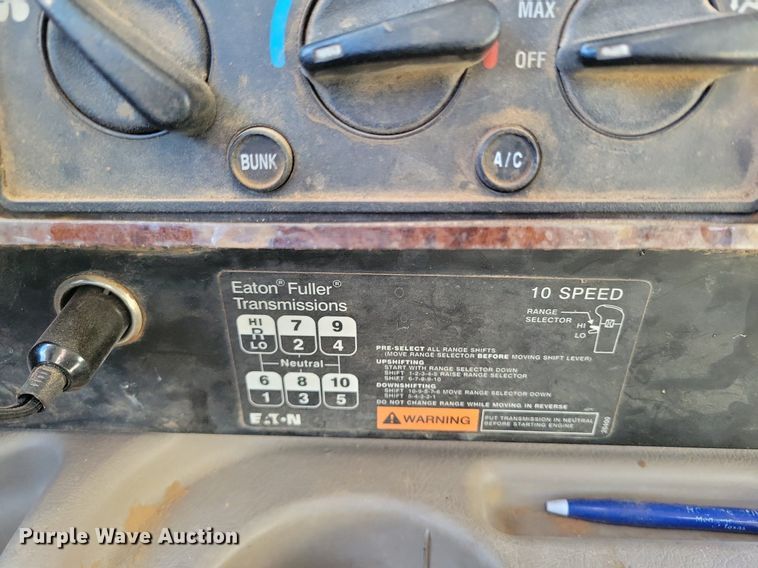 MAX
OFF
BUNK
A/C
Eaton® Fuller®
Transmissions
10 SPEED
RANGE
SELECTOR
HI
LO
HI
R
LO
7
2
9
4
Neutral
6
1
8
3
10
5
EATON
PRE-SELECT ALL RANGE SHIFTS
(MOVE RANGE SELECTOR BEFORE MOVING SHIFT LEVER)
UPSHIFTING
START WITH RANGE SELECTOR DOWN
SHIFT 1-2-3-4-5 RAISE RANGE SELECTOR
SHIFT 6-7-8-9-10
DOWNSHIFTING
SHIFT 10-9-8-7-6 MOVE RANGE SELECTOR DOWN
SHIFT 5-4-3-2-1
DO NOT CHANGE RANGE WHILE MOVING IN REVERSE
WARNING
PUT TRANSMISSION IN NEUTRAL
BEFORE STARTING ENGINE
Purple Wave Auction